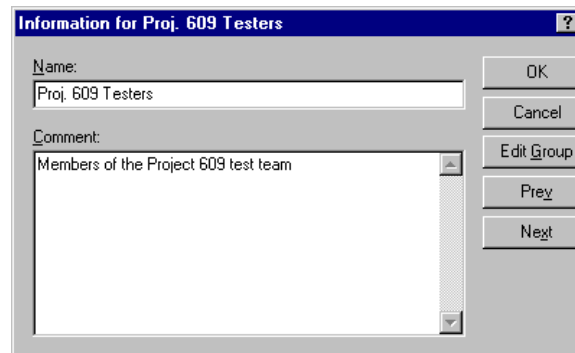 Information for Proj. 609 Testers
?
Name:
Proj. 609 Testers
OK
Cancel
Comment:
Members of the Project 609 test team
Edit Group
Prev
Next